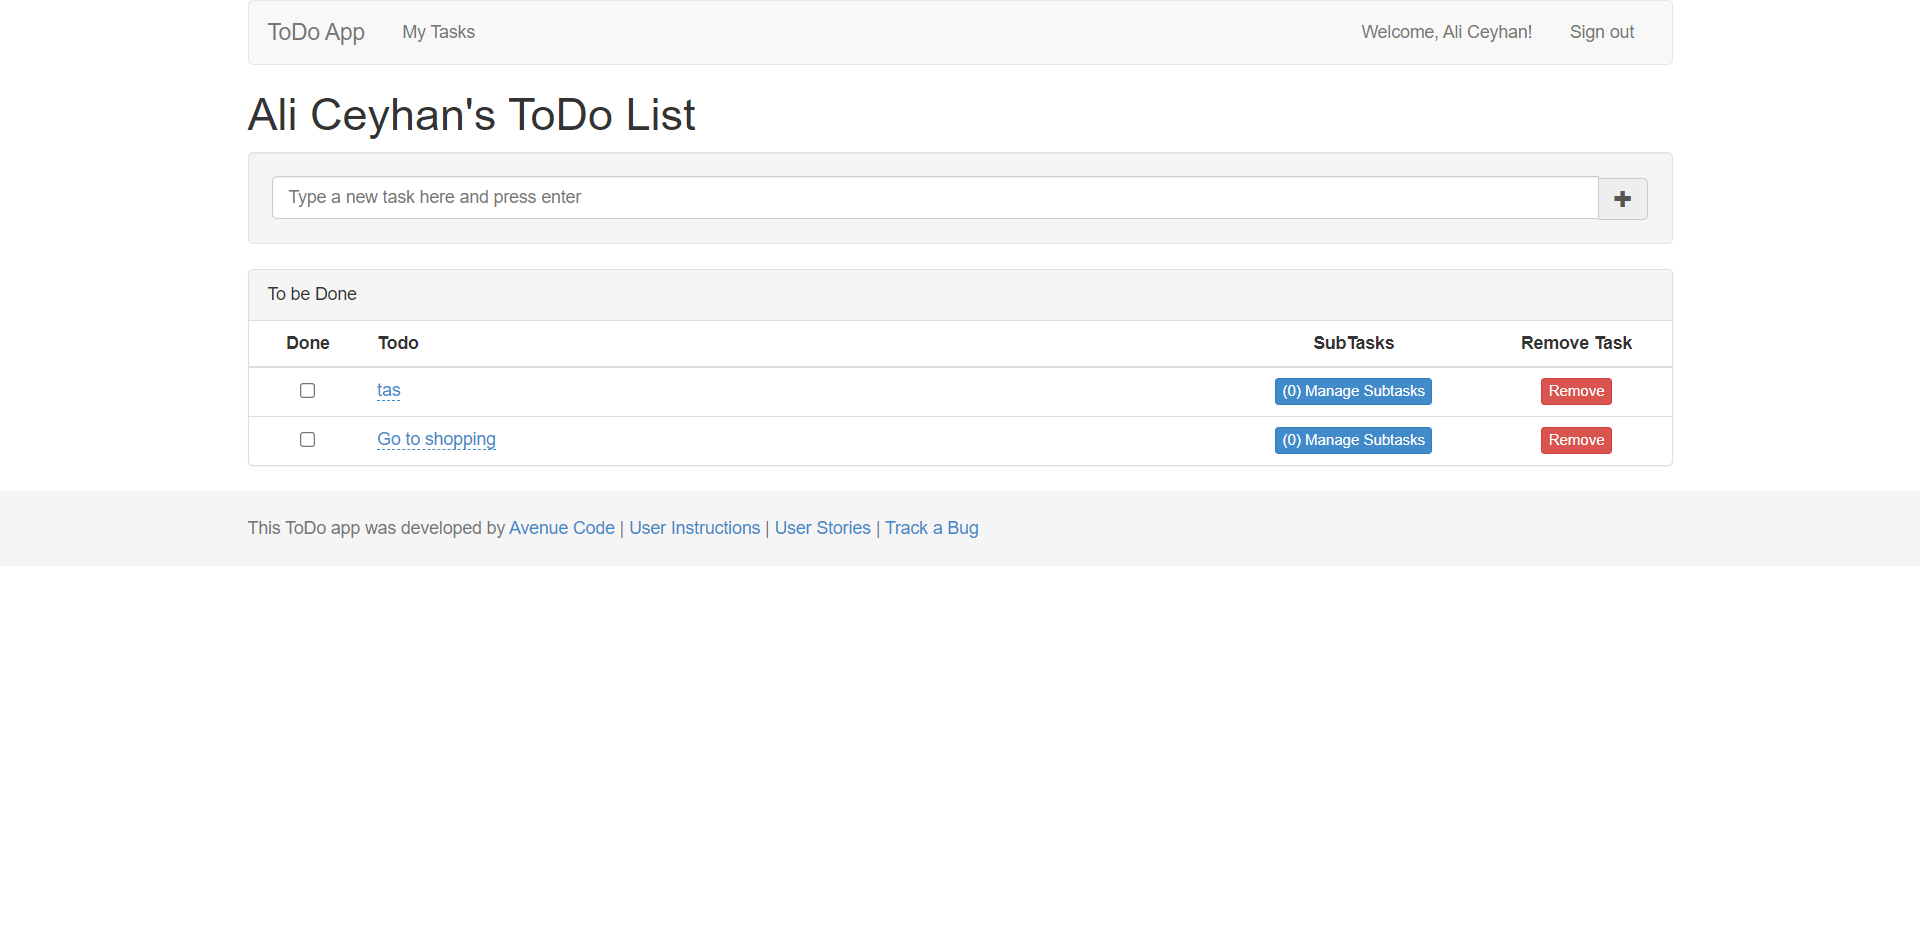 ToDo App My Tasks Welcome, Ali Ceyhan! Sign out
Ali Ceyhan's ToDo List
Type a new task here and press enter
To be Done
Done Todo SubTasks Remove Task
tas (0) Manage Subtasks Remove
Go to shopping (0) Manage Subtasks Remove
This ToDo app was developed by Avenue Code | User Instructions | User Stories | Track a Bug